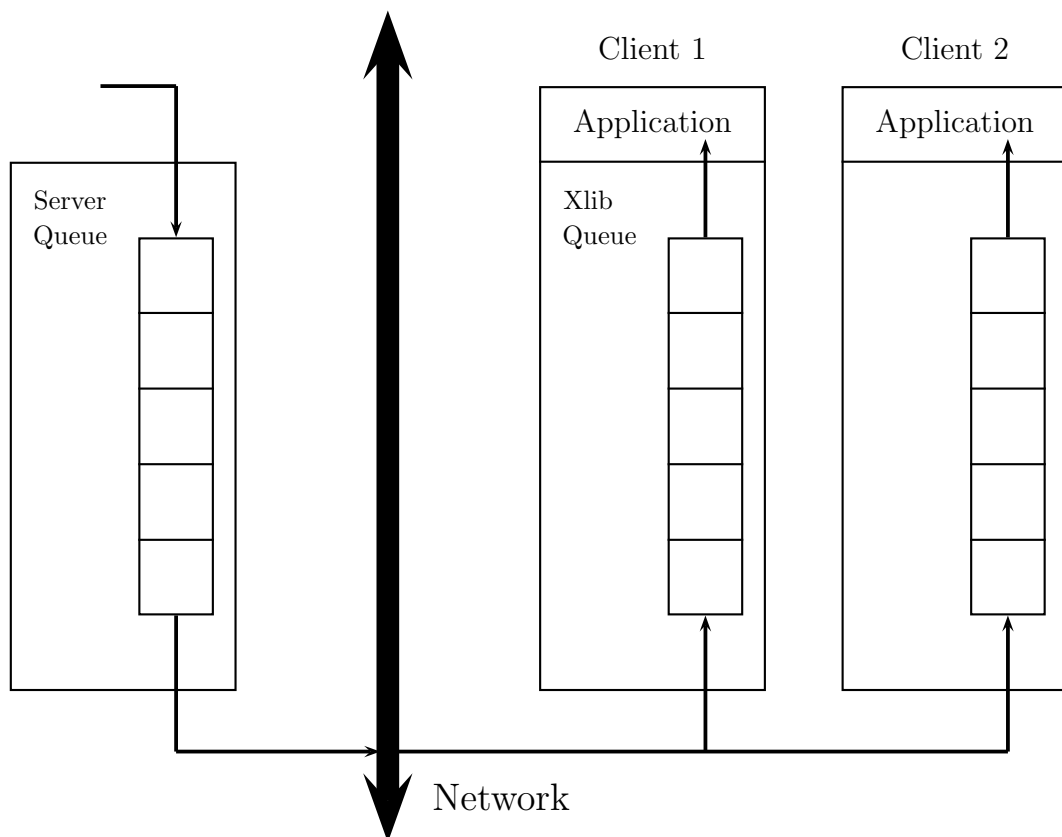 Client 1
Client 2
Application
Application
Server
Queue
Xlib
Queue
Network